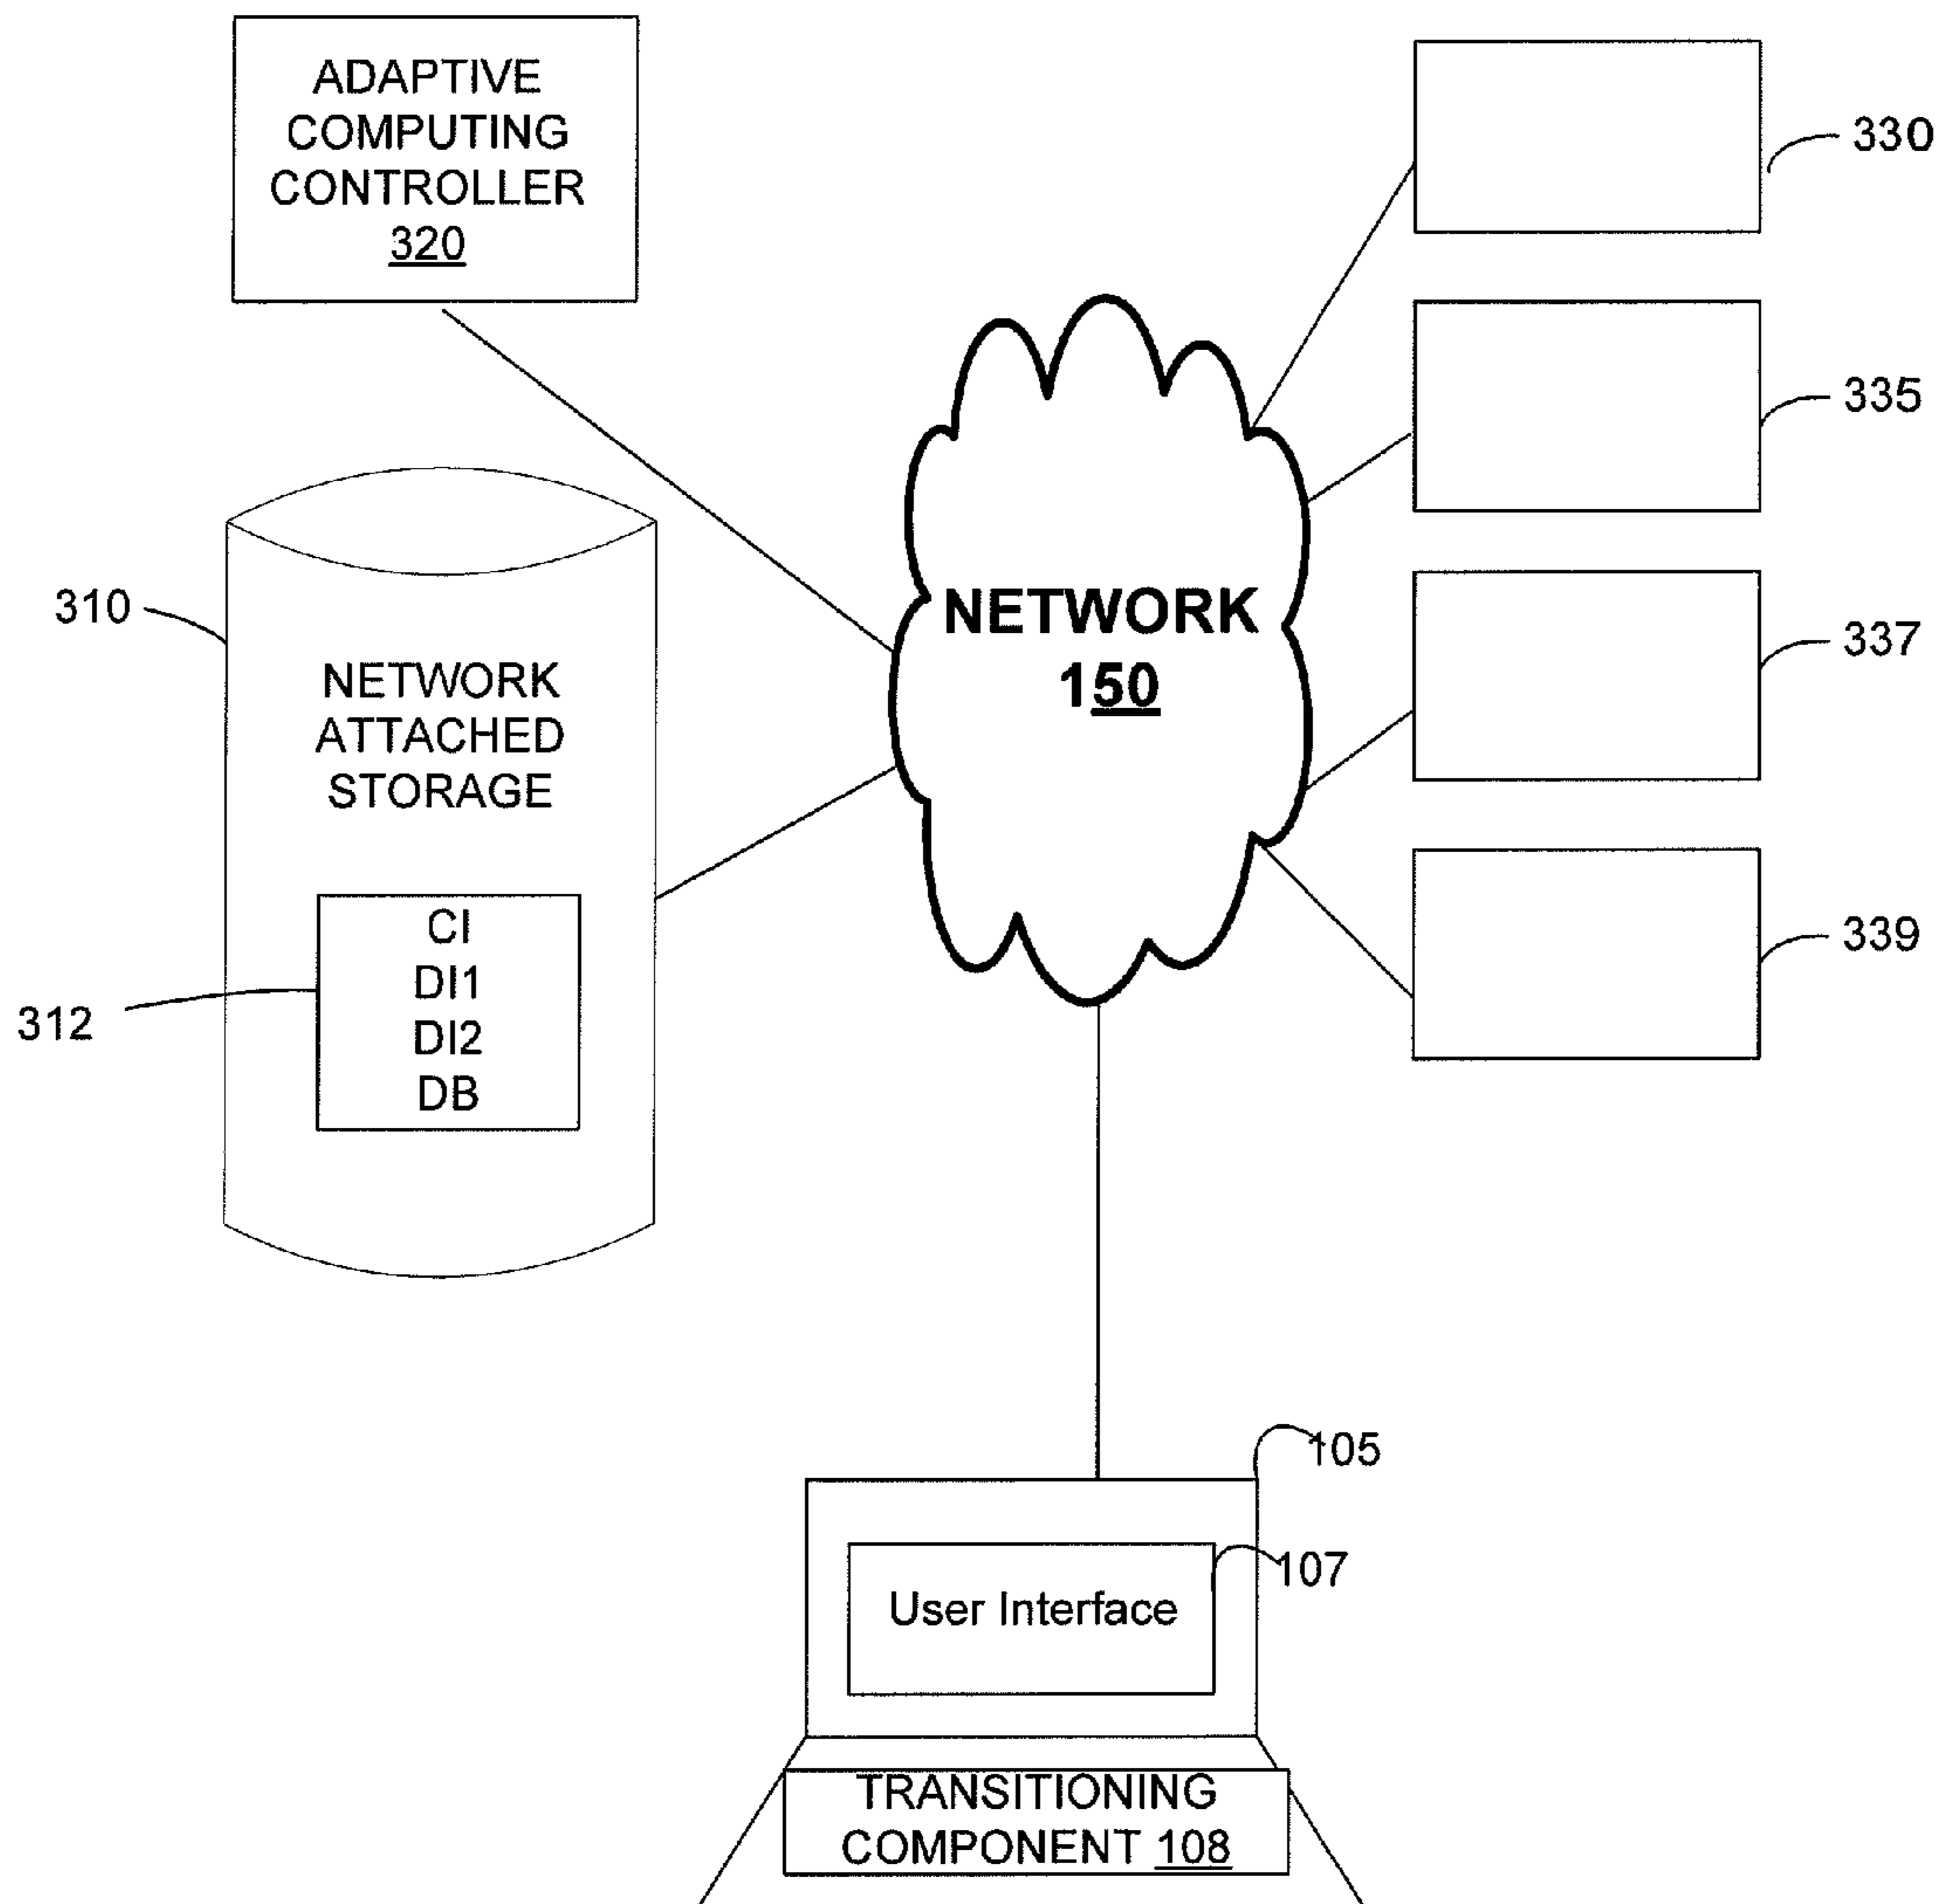 ADAPTIVE
COMPUTING
CONTROLLER
320
330
335
310
NETWORK
150
NETWORK
ATTACHED
STORAGE
337
CI
DI1
DI2
DB
312
339
105
107
User Interface
TRANSITIONING
COMPONENT 108